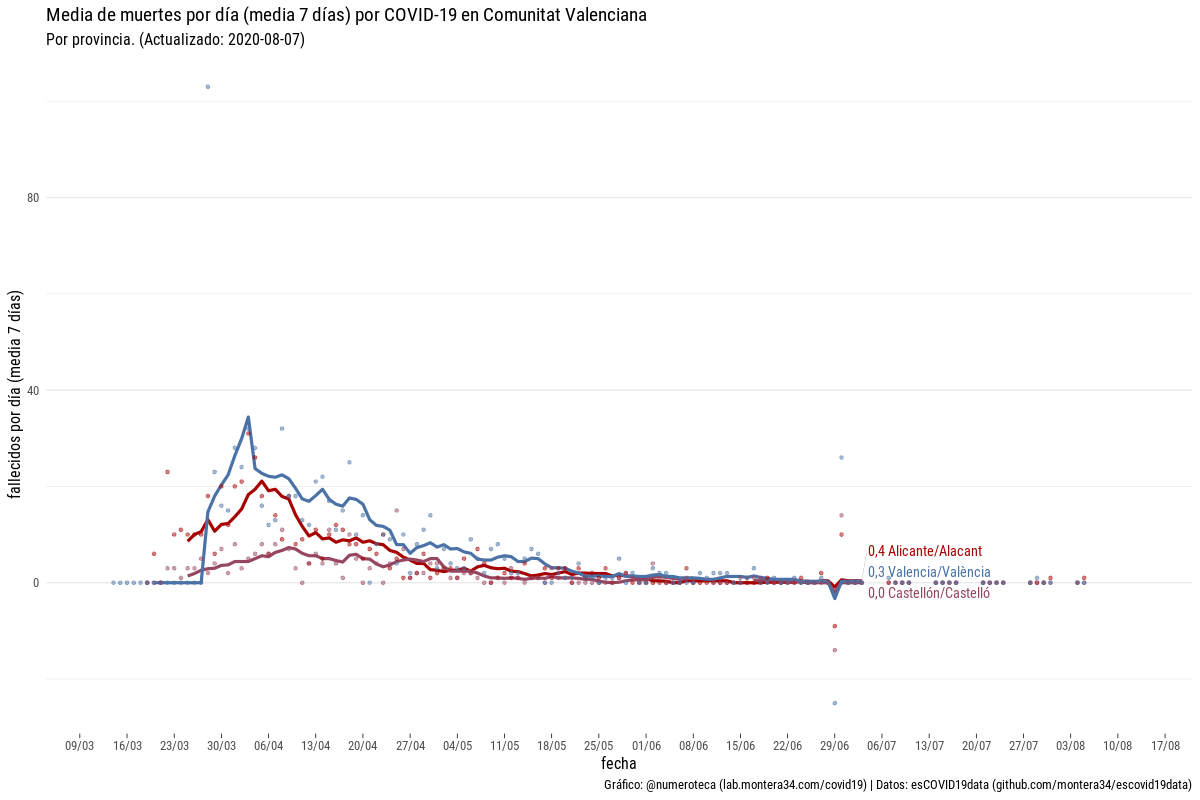 Media de muertes por día (media 7 días) por COVID-19 en Comunitat Valenciana
Por provincia. (Actualizado: 2020-08-07)
fallecidos por día (media 7 días)
80
40
0
0,4 Alicante/Alacant
0,3 Valencia/València
0,0 Castellón/Castelló
09/03 16/03 23/03 30/03 06/04 13/04 20/04 27/04 04/05 11/05 18/05 25/05 01/06 08/06 15/06 22/06 29/06 06/07 13/07 20/07 27/07 03/08 10/08 17/08
fecha
Gráfico: @numeroteca (lab.montera34.com/covid19) | Datos: esCOVID19data (github.com/montera34/escovid19data)